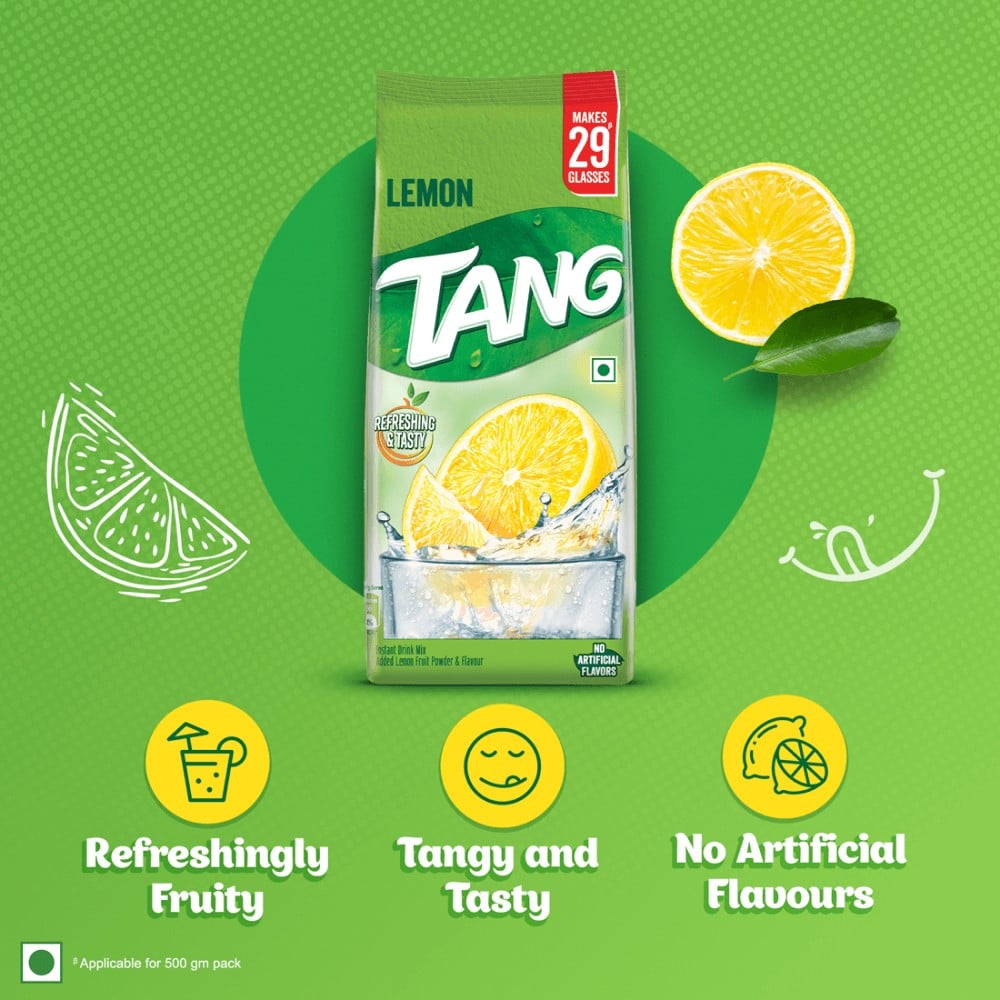 MAKES
29β
GLASSES
LEMON
TANG
REFRESHING
& TASTY
Instant Drink Mix
Added Lemon Fruit Powder & Flavour
NO
ARTIFICIAL
FLAVORS
Refreshingly
Fruity
Tangy and
Tasty
No Artificial
Flavours
β Applicable for 500 gm pack